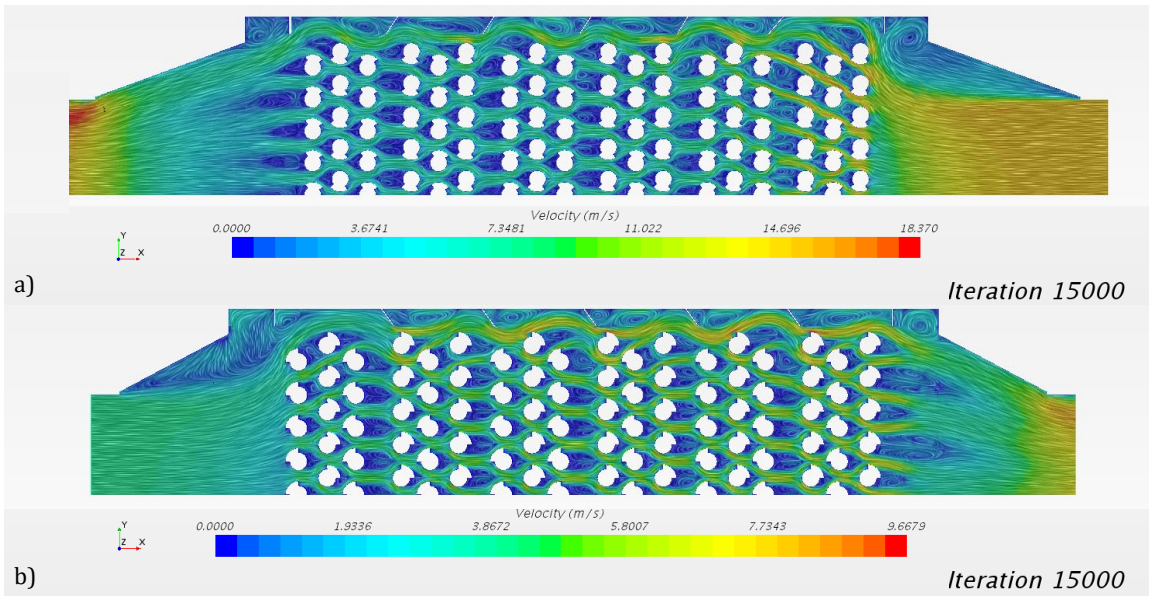 Velocity (m/s)
0.0000 3.6741 7.3481 11.022 14.696 18.370
Y
Z X
a)
Iteration 15000
Velocity (m/s)
0.0000 1.9336 3.8672 5.8007 7.7343 9.6679
Y
Z X
b)
Iteration 15000